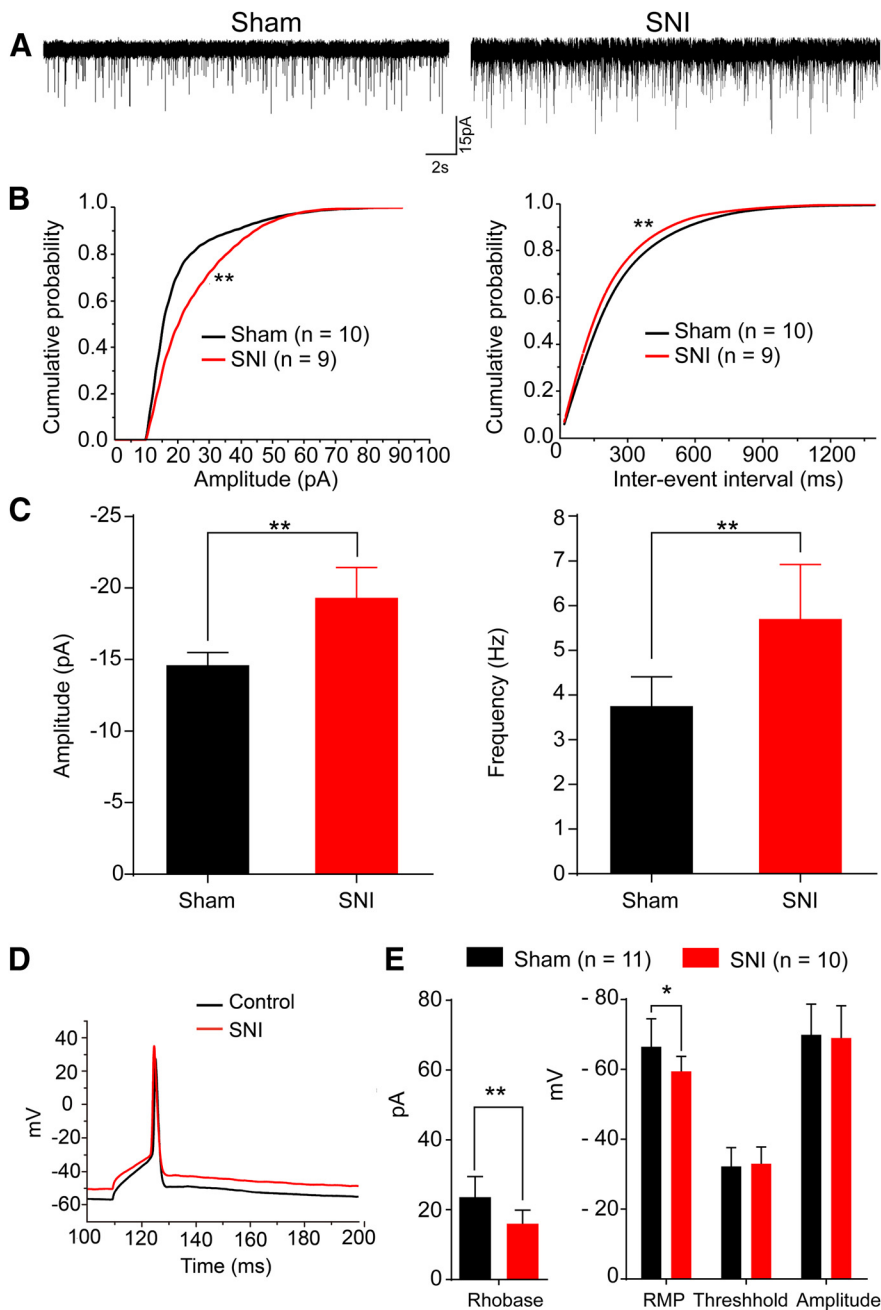 Sham SNI
A
15pA
2s
B
Cumulative probability
1.0
0.8
0.6
0.4
0.2
0.0
**
Sham (n = 10)
SNI (n = 9)
0 10 20 30 40 50 60 70 80 90 100
Amplitude (pA)
Cumulative probability
1.0
0.8
0.6
0.4
0.2
0.0
**
Sham (n = 10)
SNI (n = 9)
0 300 600 900 1200
Inter-event interval (ms)
C
Amplitude (pA)
-25
-20
-15
-10
-5
0
**
Sham SNI
Frequency (Hz)
8
7
6
5
4
3
2
1
0
**
Sham SNI
D
Control
SNI
mV
40
20
0
-20
-40
-60
100 120 140 160 180 200
Time (ms)
E
Sham (n = 11) SNI (n = 10)
pA
80
60
40
20
0
**
Rhobase
mV
- 80
- 60
- 40
- 20
0
*
RMP Threshhold Amplitude